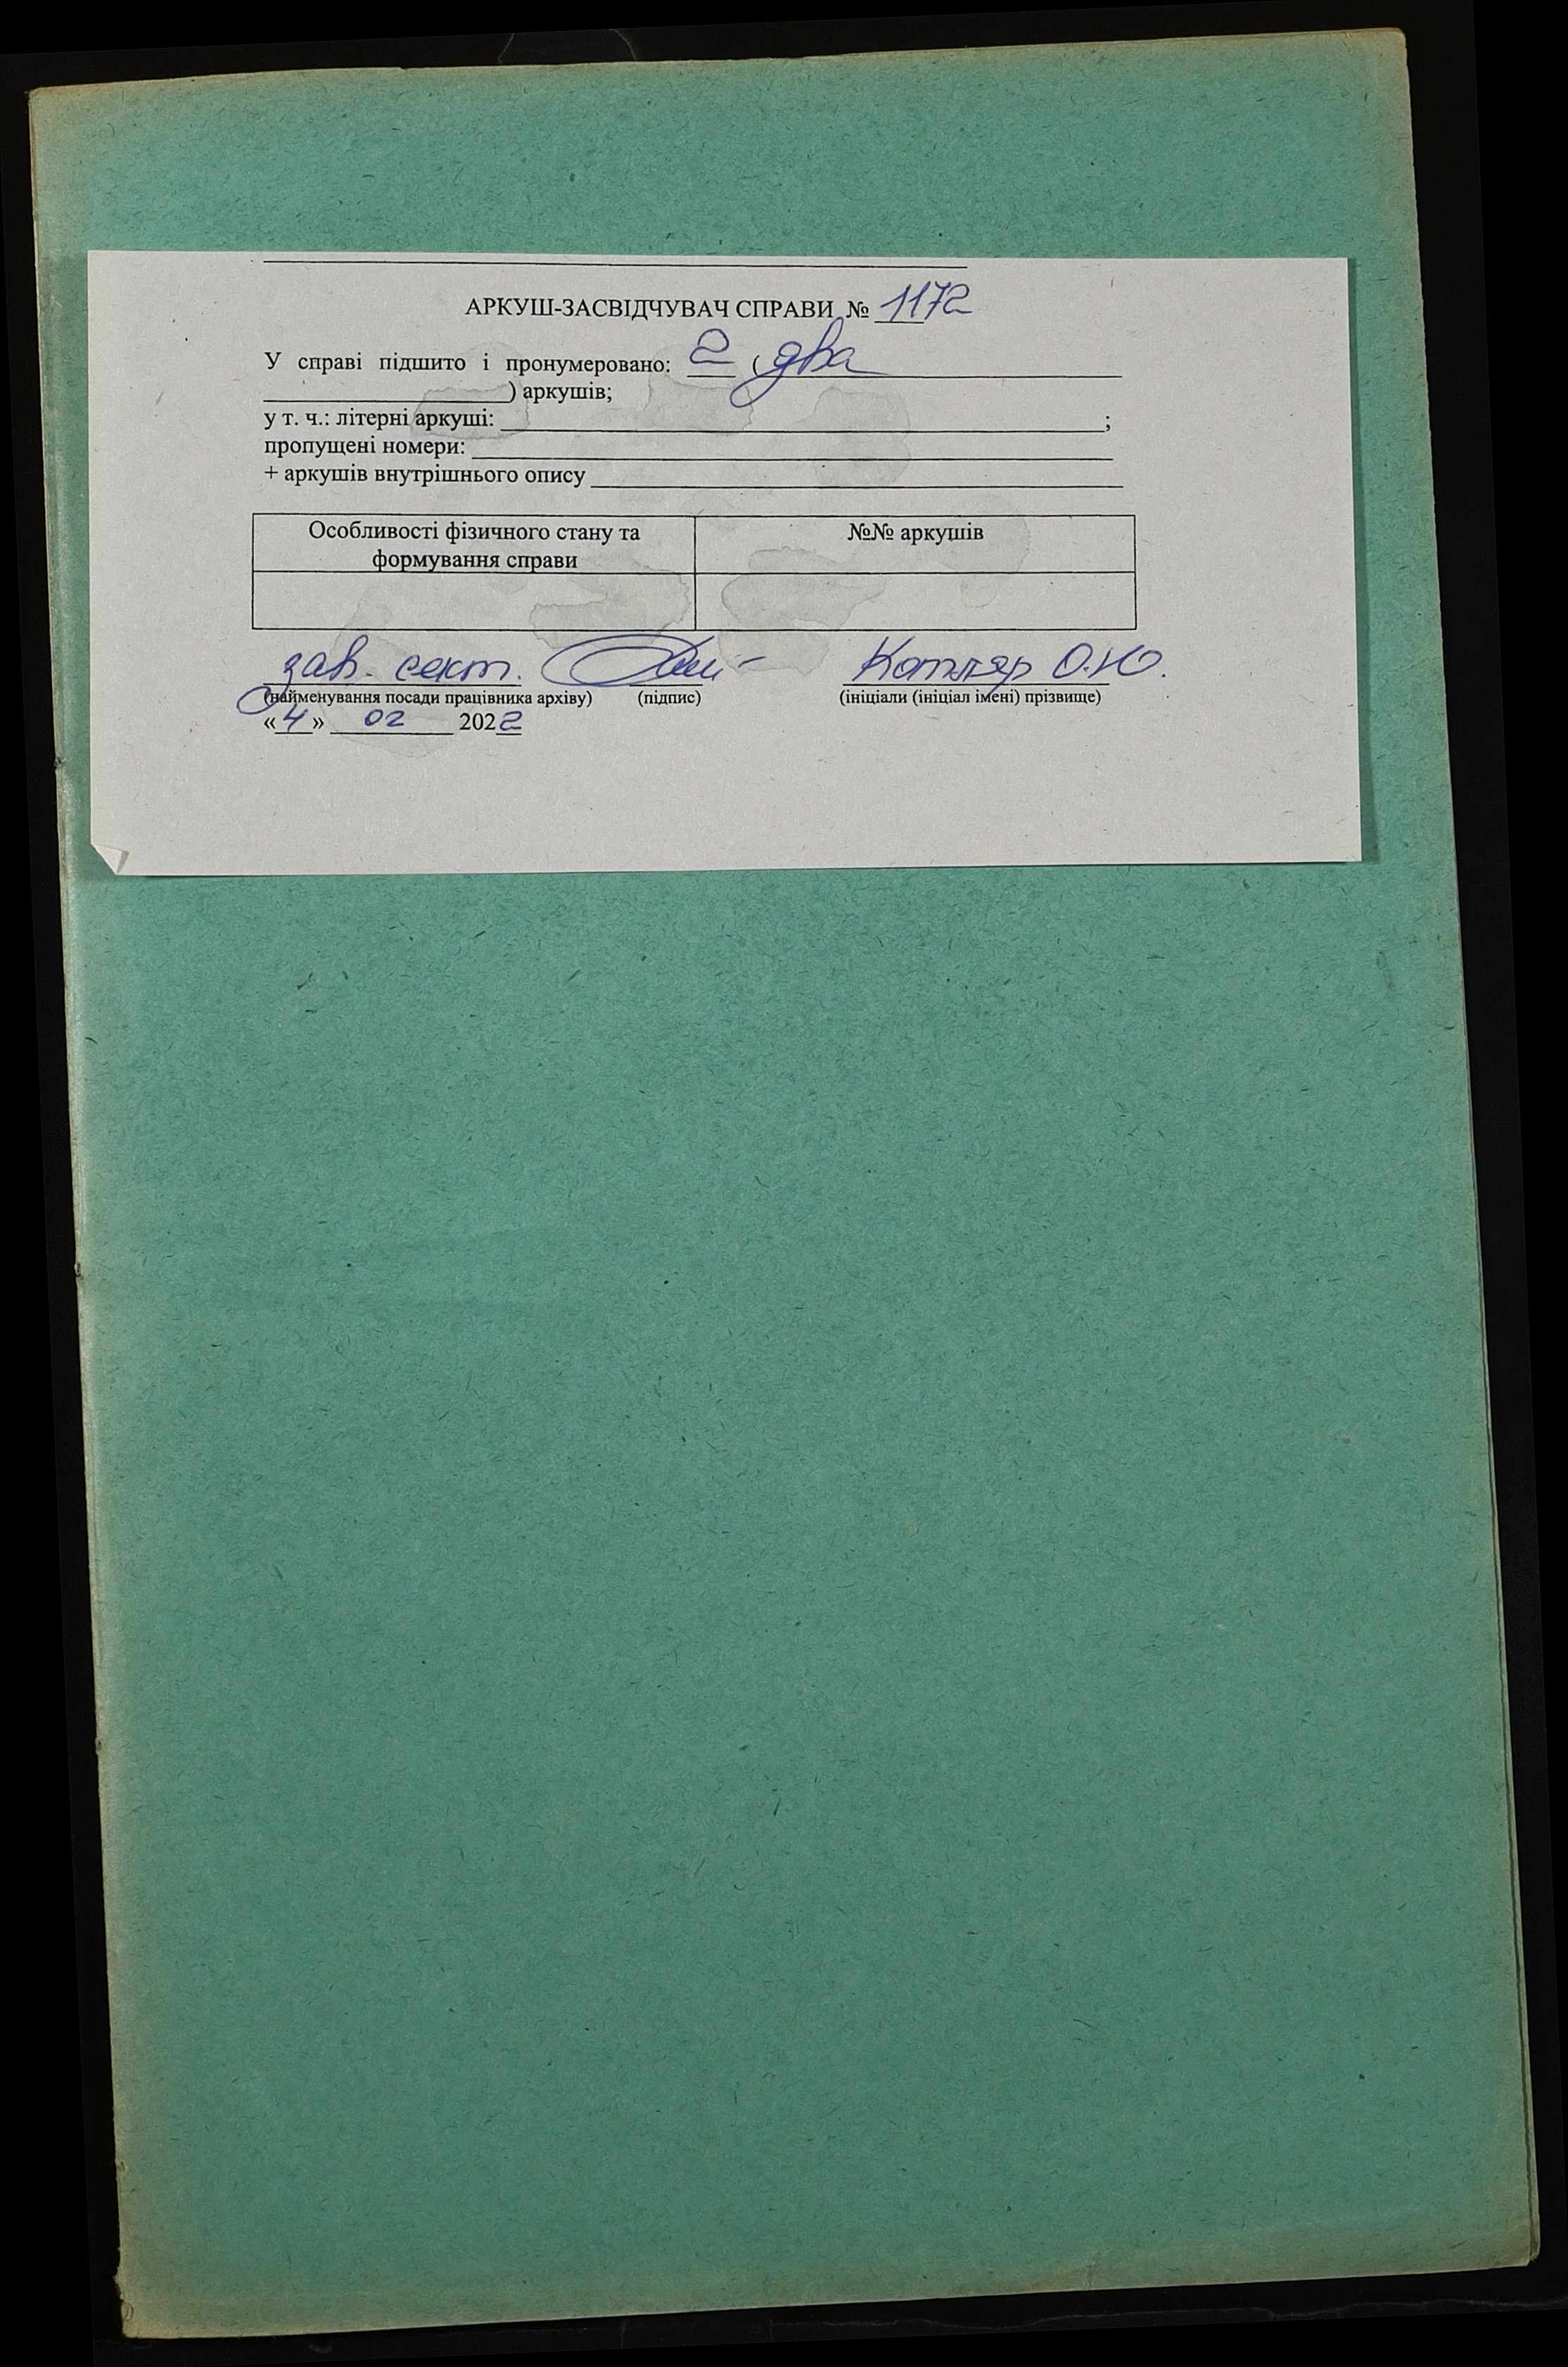 АРКУШ-ЗАСВІДЧУВАЧ СПРАВИ № 1172
У справі підшито і пронумеровано: 2 (два
) аркушів;
у т. ч.: літерні аркуші: ;
пропущені номери:
+ аркушів внутрішнього опису
Особливості фізичного стану та №№ аркушів
формування справи
зав. сект. Котляр О.Ю.
(найменування посади працівника архіву) (підпис) (ініціали (ініціал імені) прізвище)
«4» 02 2022